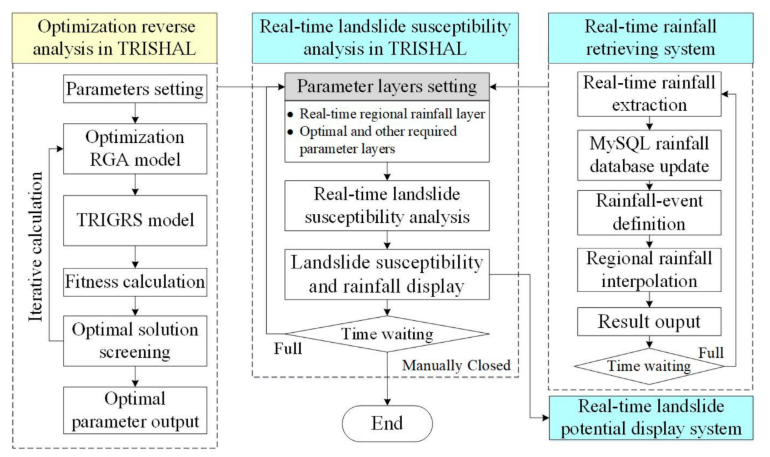 Optimization reverse
analysis in TRISHAL
Parameters setting
Optimization
RGA model
TRIGRS model
Fitness calculation
Optimal solution
screening
Optimal
parameter output
Iterative calculation
Real-time landslide susceptibility
analysis in TRISHAL
Parameter layers setting
● Real-time regional rainfall layer
● Optimal and other required
parameter layers
Real-time landslide
susceptibility analysis
Landslide susceptibility
and rainfall display
Time waiting
Full
Manually Closed
End
Real-time rainfall
retrieving system
Real-time rainfall
extraction
MySQL rainfall
database update
Rainfall-event
definition
Regional rainfall
interpolation
Result ouput
Time waiting
Full
Real-time landslide
potential display system